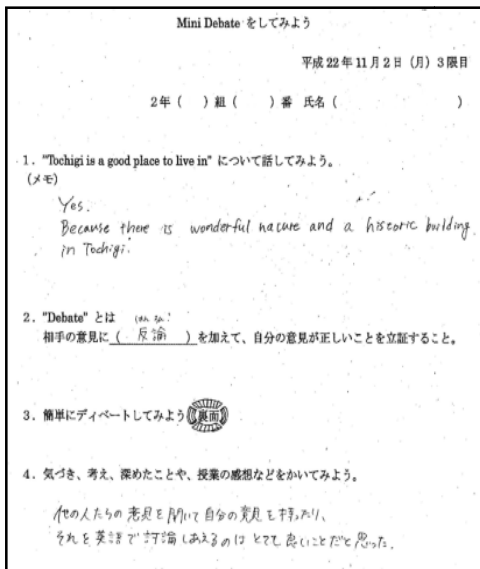 Mini Debate をしてみよう
平成 22 年 11 月 2 日（月）3 限目
2年（　）組（　）番 氏名（　）
1．"Tochigi is a good place to live in" について話してみよう。
(メモ)
Yes.
Because there is wonderful nature and a historic building
in Tochigi.
2．"Debate" とは
はんろん
相手の意見に（ 反論 ）を加えて、自分の意見が正しいことを立証すること。
3．簡単にディベートしてみよう 裏面
4．気づき、考え、深めたことや、授業の感想などをかいてみよう。
他の人たちの意見を聞いて自分の意見を持ったり、
それを英語で討論しあえるのはとても良いことだと思った。